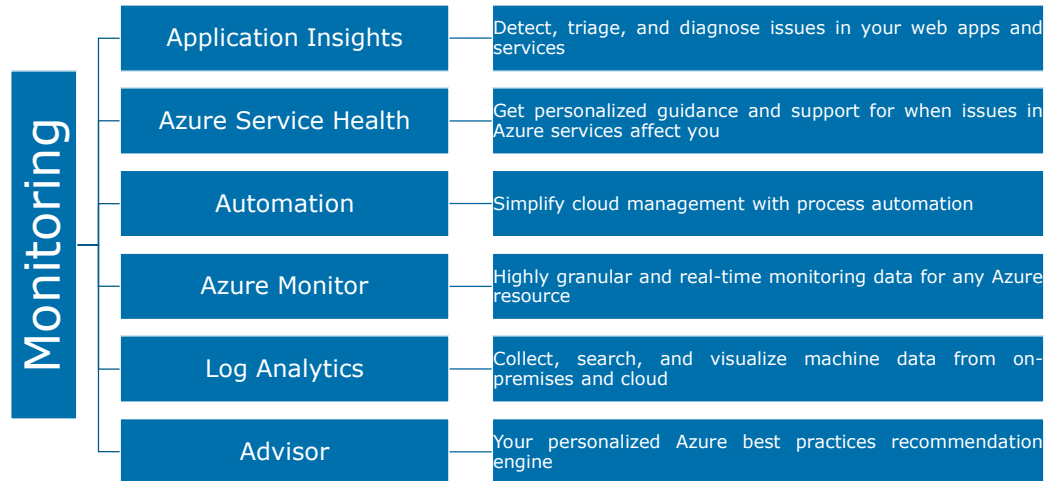 Monitoring
Application Insights
Detect, triage, and diagnose issues in your web apps and
services
Azure Service Health
Get personalized guidance and support for when issues in
Azure services affect you
Automation
Simplify cloud management with process automation
Azure Monitor
Highly granular and real-time monitoring data for any Azure
resource
Log Analytics
Collect, search, and visualize machine data from on-
premises and cloud
Advisor
Your personalized Azure best practices recommendation
engine